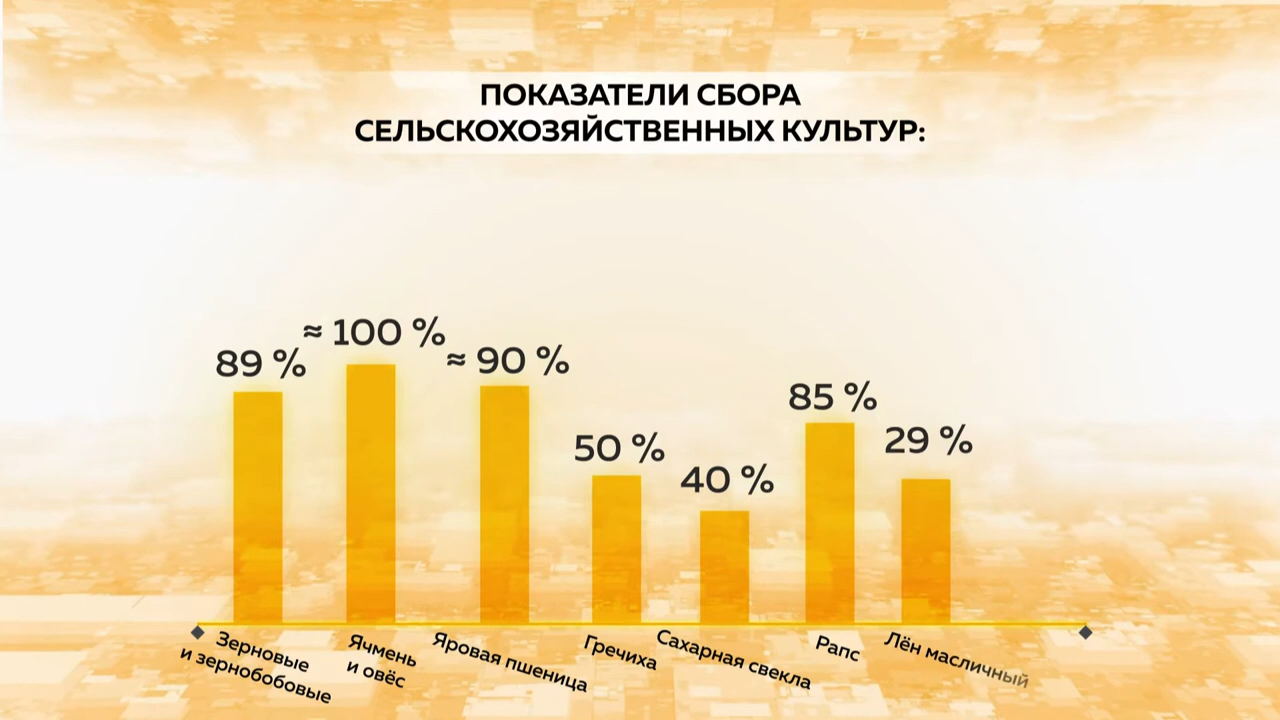 ПОКАЗАТЕЛИ СБОРА
СЕЛЬСКОХОЗЯЙСТВЕННЫХ КУЛЬТУР:
89 %
≈ 100 %
≈ 90 %
50 %
40 %
85 %
29 %
Зерновые
и зернобобовые
Ячмень
и овёс
Яровая пшеница
Гречиха
Сахарная свекла
Рапс
Лён масличный